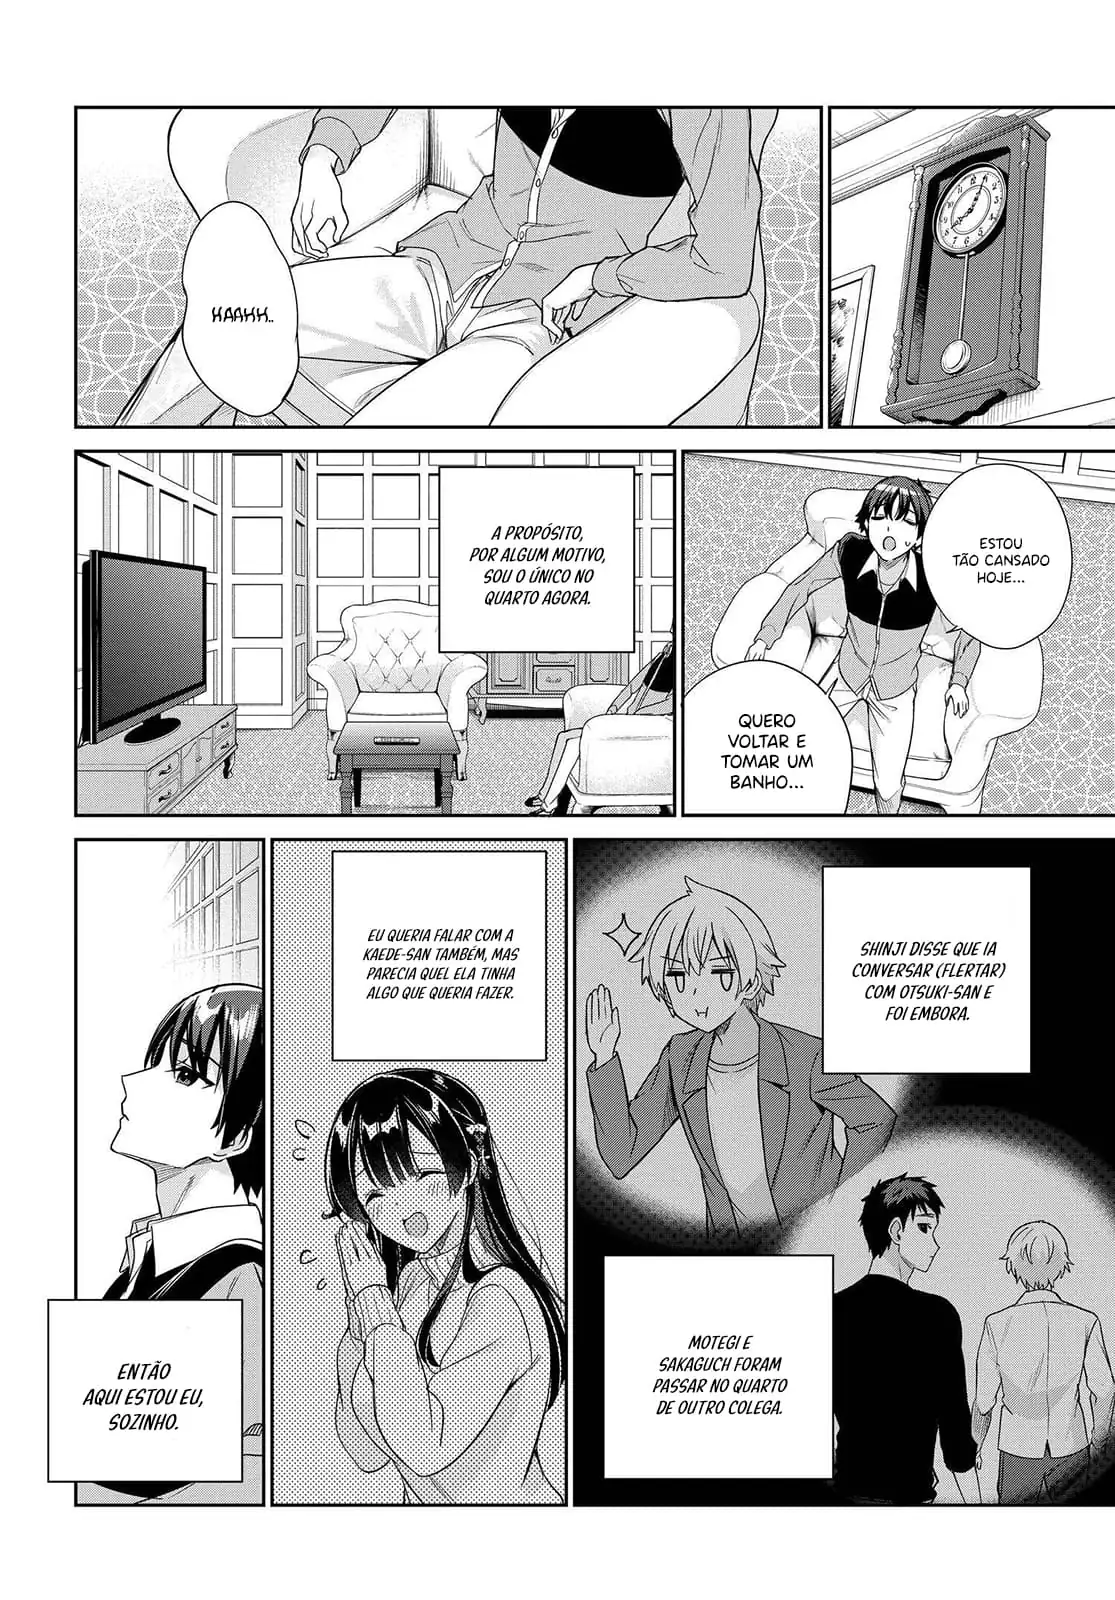 HAAHH..
ESTOU
TÃO CANSADO
HOJE...
QUERO
VOLTAR E
TOMAR UM
BANHO...
A PROPÓSITO,
POR ALGUM MOTIVO,
SOU O ÚNICO NO
QUARTO AGORA.
SHINJI DISSE QUE IA
CONVERSAR (FLERTAR)
COM OTSUKI-SAN E
FOI EMBORA.
MOTEGI E
SAKAGUCH FORAM
PASSAR NO QUARTO
DE OUTRO COLEGA.
EU QUERIA FALAR COM A
KAEDE-SAN TAMBÉM, MAS
PARECIA QUEL ELA TINHA
ALGO QUE QUERIA FAZER.
ENTÃO
AQUI ESTOU EU,
SOZINHO.